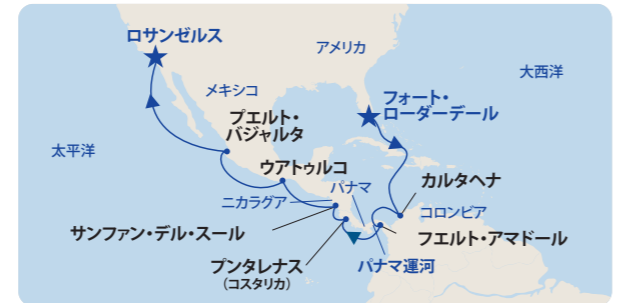 ロサンゼルス
アメリカ
大西洋
メキシコ
フォート・
ローダーデール
プエルト・
バジャルタ
太平洋
ウアトゥルコ
パナマ
カルタヘナ
ニカラグア
コロンビア
サンファン・デル・スール
フエルト・アマドール
プンタレナス
(コスタリカ)
パナマ運河